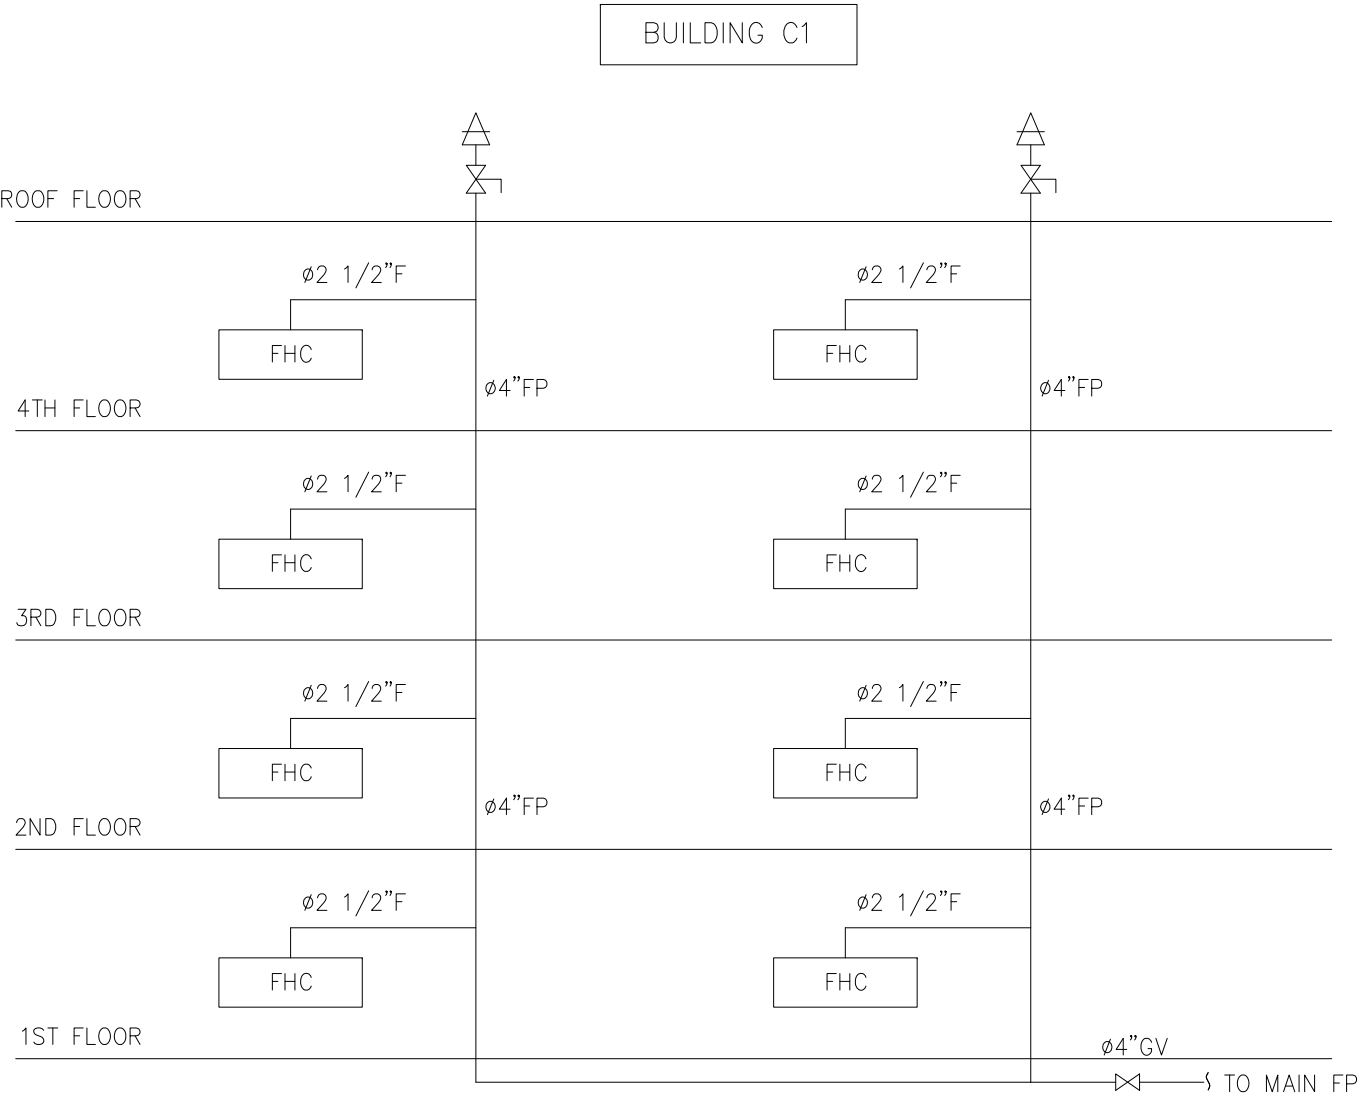 BUILDING C1
ROOF FLOOR
ø2 1/2"F
ø2 1/2"F
FHC
FHC
ø4"FP
ø4"FP
4TH FLOOR
ø2 1/2"F
ø2 1/2"F
FHC
FHC
3RD FLOOR
ø2 1/2"F
ø2 1/2"F
FHC
FHC
ø4"FP
ø4"FP
2ND FLOOR
ø2 1/2"F
ø2 1/2"F
FHC
FHC
1ST FLOOR
ø4"GV
TO MAIN FP